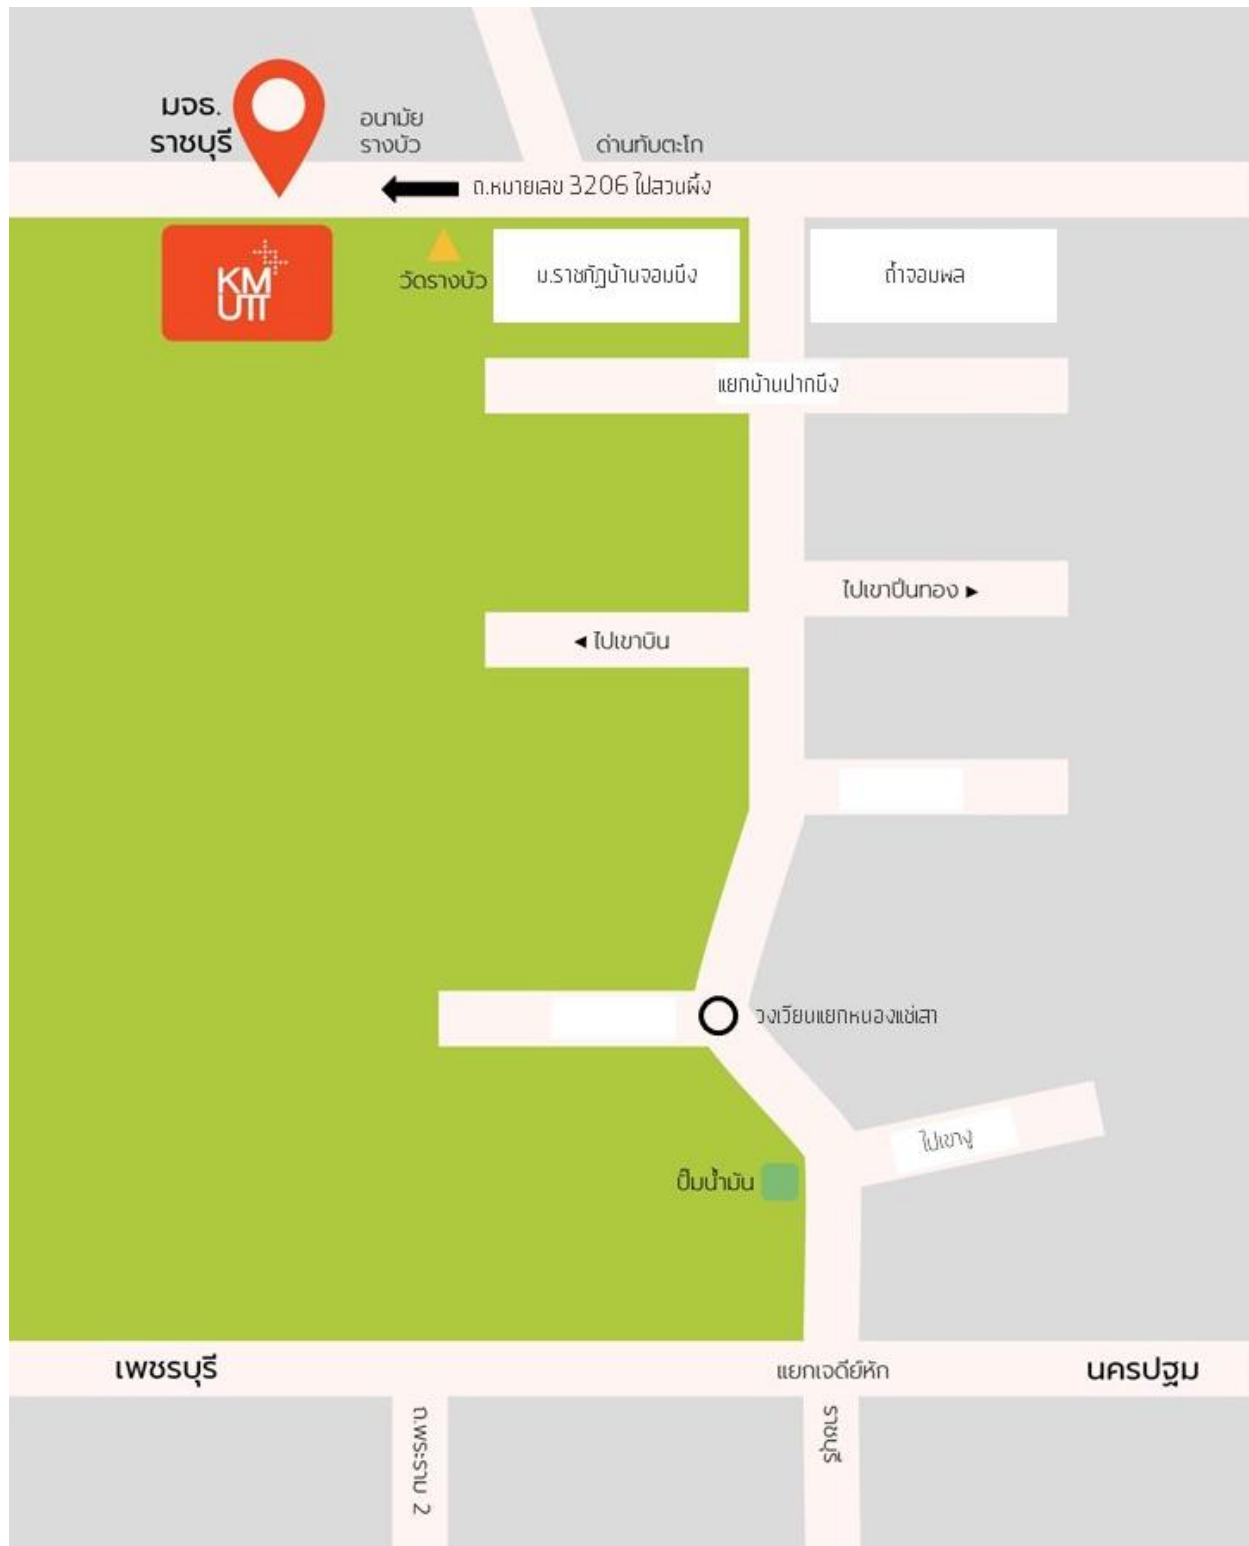 มจธ.
ราชบุรี
อนามัย
รางบัว
ด่านทับตะโก
ถ.หมายเลข 3206 ไปสวนผึ้ง
KM
UTT
วัดรางบัว
ม.ราชภัฏบ้านจอมบึง
ถ้ำจอมพล
แยกบ้านปากบึง
ไปเขาปิ่นทอง ►
◄ ไปเขาบิน
วงเวียนแยกหนองแช่เสา
ไปเขางู
ปั๊มน้ำมัน
เพชรบุรี
แยกเจดีย์หัก
นครปฐม
ถ.พระราม 2
ราชบุรี